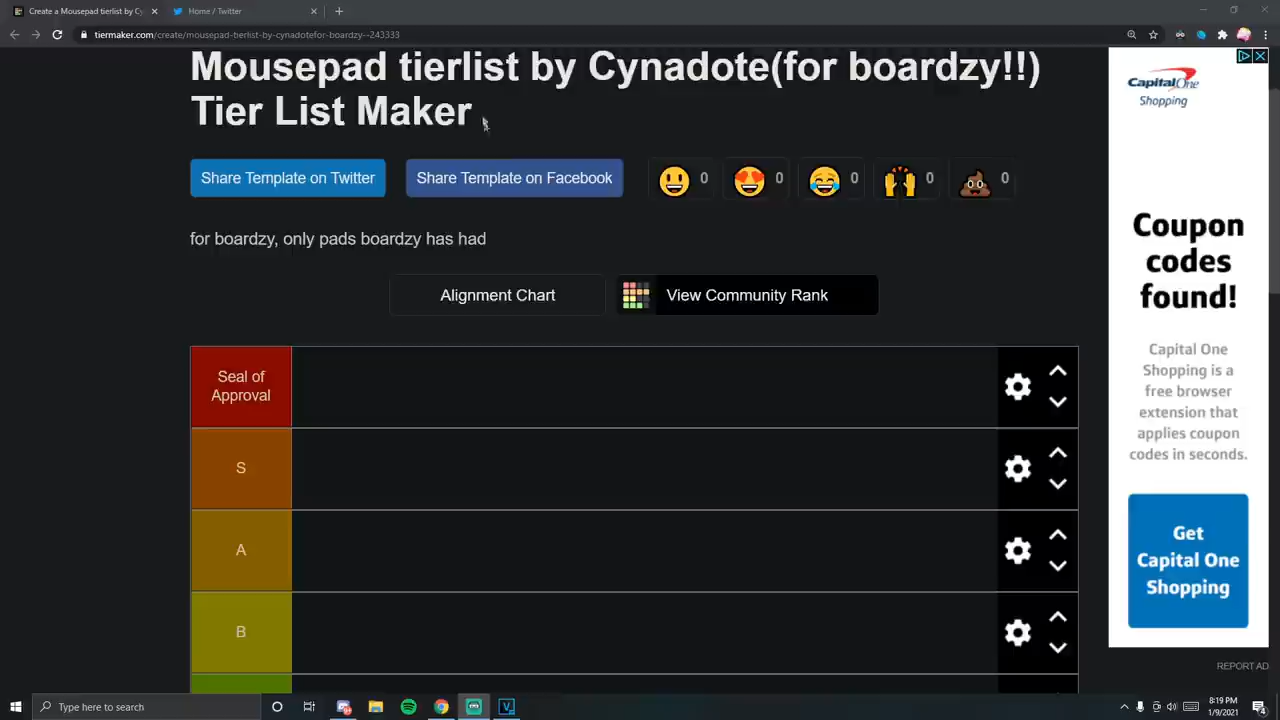 Create a Mousepad tierlist by Cy
Home / Twitter
tiermaker.com/create/mousepad-tierlist-by-cynadotefor-boardzy--243333
Mousepad tierlist by Cynadote(for boardzy!!)
Tier List Maker
Share Template on Twitter
Share Template on Facebook
0
0
0
0
0
for boardzy, only pads boardzy has had
Alignment Chart
View Community Rank
Seal of
Approval
S
A
B
Capital One
Shopping
Coupon
codes
found!
Capital One
Shopping is a
free browser
extension that
applies coupon
codes in seconds.
Get
Capital One
Shopping
REPORT AD
Type here to search
8:19 PM
1/9/2021
4